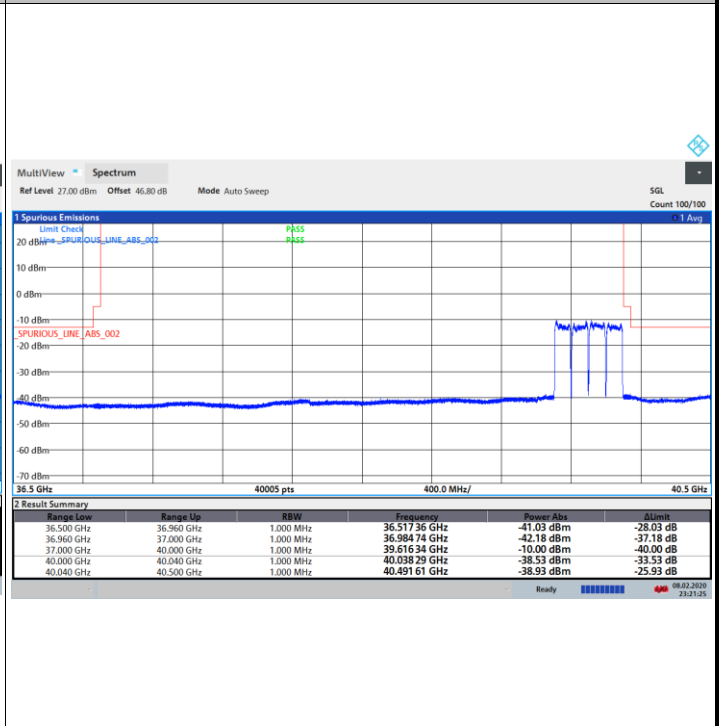 MultiView Spectrum
Ref Level 27.00 dBm Offset 46.80 dB Mode Auto Sweep SGL
Count 100/100
1 Spurious Emissions 1 Avg
Limit Check PASS
Line _SPURIOUS_LINE_ABS_002 PASS
20 dBm
10 dBm
0 dBm
-10 dBm
_SPURIOUS_LINE_ABS_002
-20 dBm
-30 dBm
-40 dBm
-50 dBm
-60 dBm
-70 dBm
36.5 GHz 40005 pts 400.0 MHz/ 40.5 GHz
2 Result Summary
Range Low Range Up RBW Frequency Power Abs ΔLimit
36.500 GHz 36.960 GHz 1.000 MHz 36.517 36 GHz -41.03 dBm -28.03 dB
36.960 GHz 37.000 GHz 1.000 MHz 36.984 74 GHz -42.18 dBm -37.18 dB
37.000 GHz 40.000 GHz 1.000 MHz 39.616 34 GHz -10.00 dBm -40.00 dB
40.000 GHz 40.040 GHz 1.000 MHz 40.038 29 GHz -38.53 dBm -33.53 dB
40.040 GHz 40.500 GHz 1.000 MHz 40.491 61 GHz -38.93 dBm -25.93 dB
Ready 08.02.2020
23:21:25